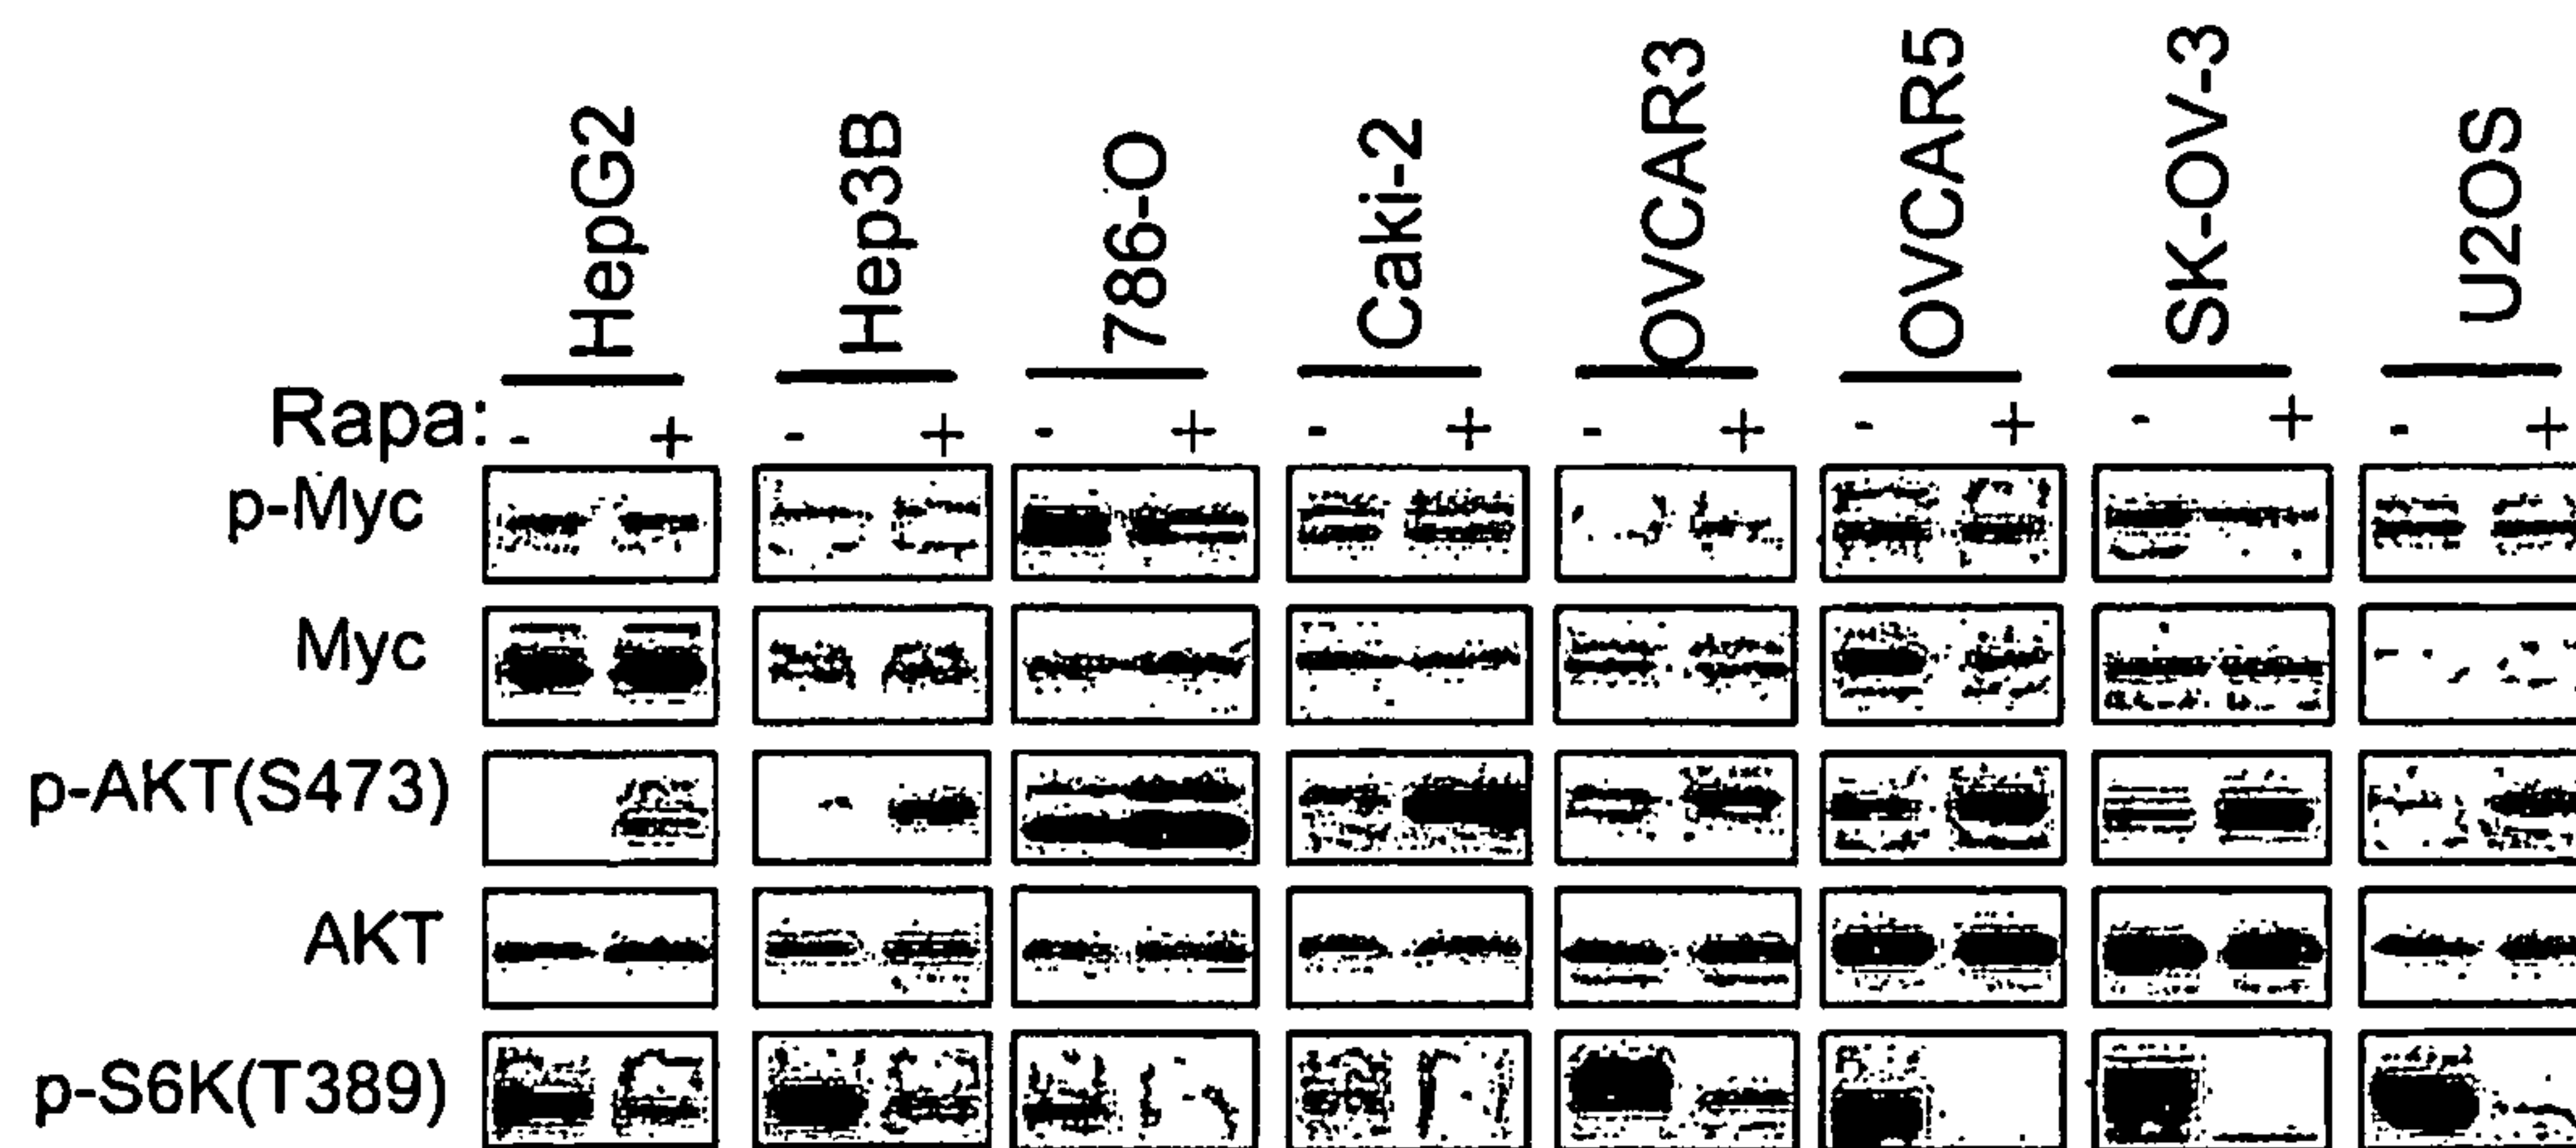 HepG2 Hep3B 786-O Caki-2 OVCAR3 OVCAR5 SK-OV-3 U2OS
Rapa: - + - + - + - + - + - + - + - +
p-Myc
Myc
p-AKT(S473)
AKT
p-S6K(T389)